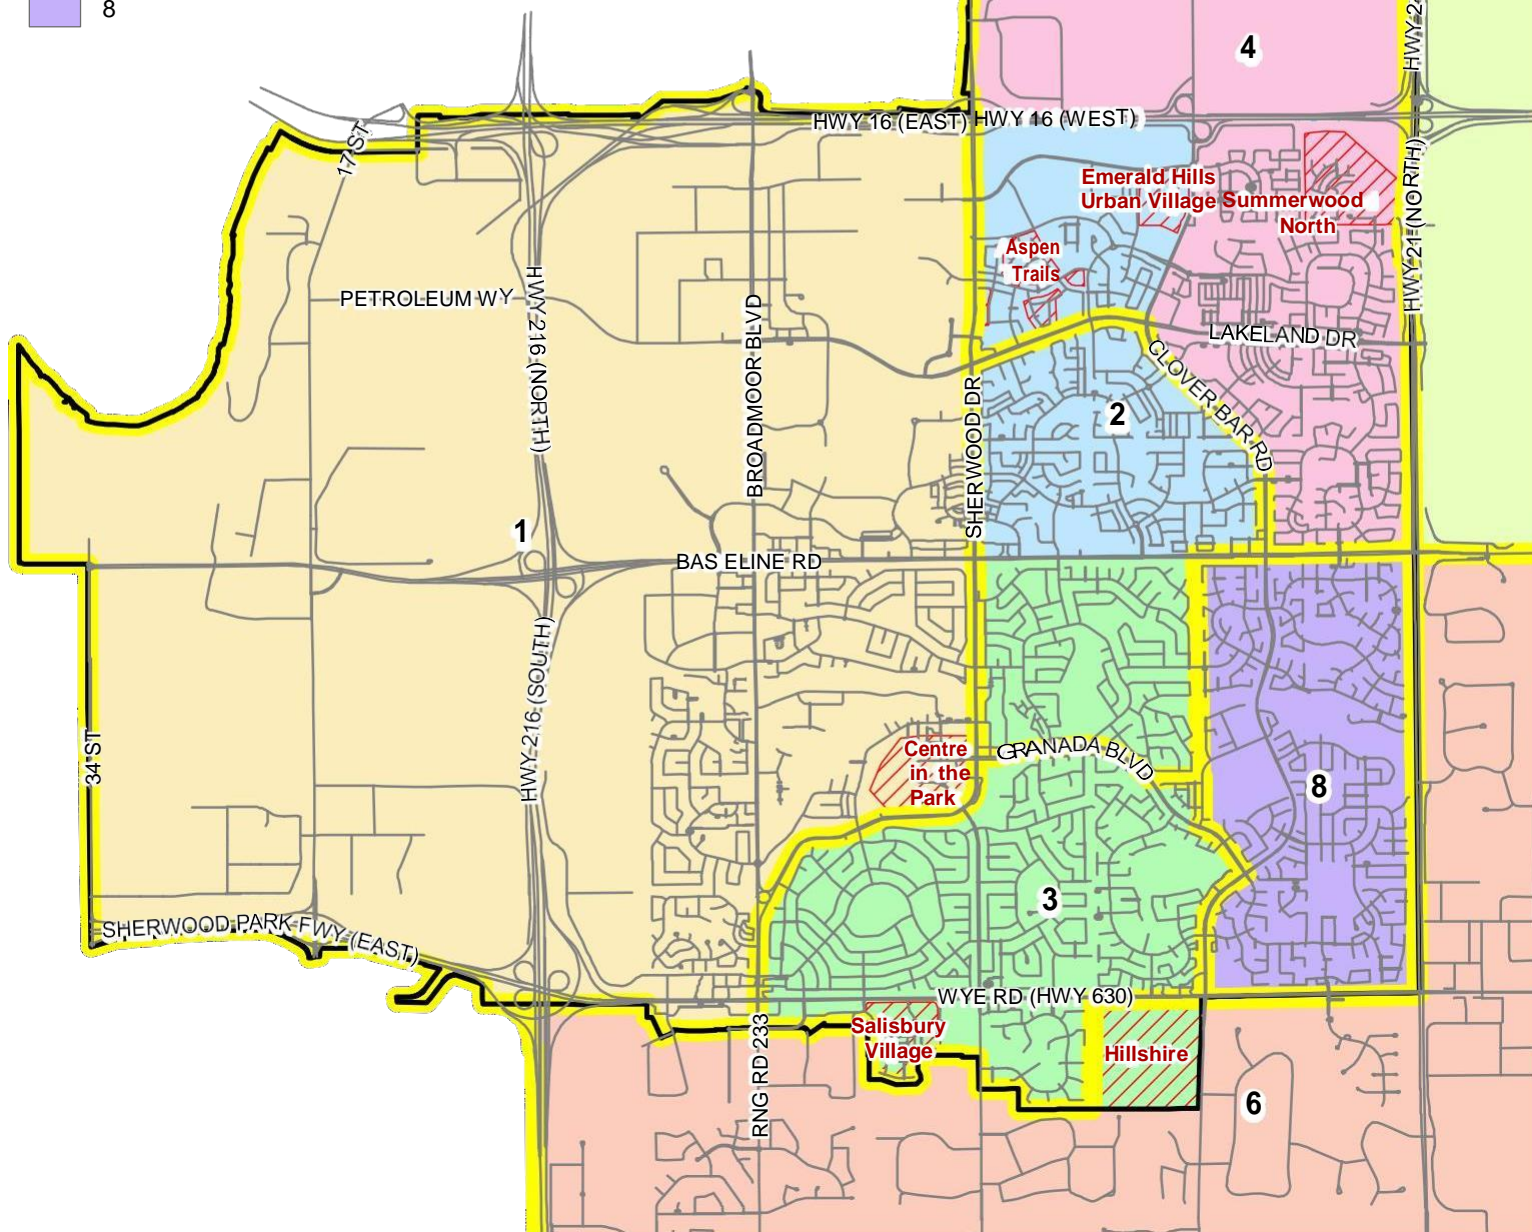 8
4
HWY 2
HWY 16 (EAST)
HWY 16 (WEST)
17 ST
Emerald Hills
Urban Village
Summerwood
North
HWY 21 (NORTH)
Aspen
Trails
PETROLEUM WY
HWY 216 (NORTH)
BROADMOOR BLVD
LAKELAND DR
CLOVER BAR RD
SHERWOOD DR
2
1
BAS ELINE RD
HWY 216 (SOUTH)
34 ST
Centre
in the
Park
GRANADA BLVD
8
3
SHERWOOD PARK FWY (EAST)
WYE RD (HWY 630)
Salisbury
Village
Hillshire
RNG RD 233
6